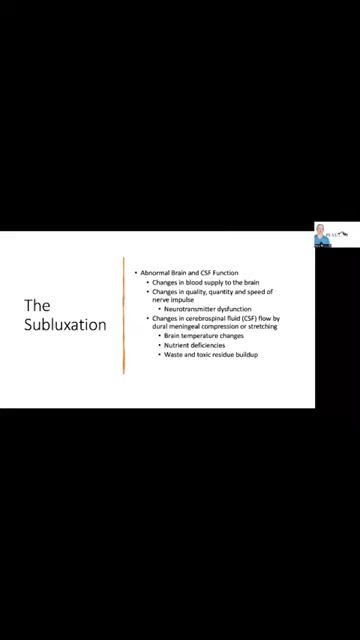 The
Subluxation
• Abnormal Brain and CSF Function
• Changes in blood supply to the brain
• Changes in quality, quantity and speed of
nerve impulse
• Neurotransmitter dysfunction
• Changes in cerebrospinal fluid (CSF) flow by
dural meningeal compression or stretching
• Brain temperature changes
• Nutrient deficiencies
• Waste and toxic residue buildup